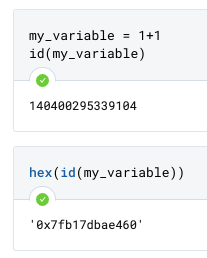 my_variable = 1+1
id(my_variable)
140400295339104
hex(id(my_variable))
'0x7fb17dbae460'